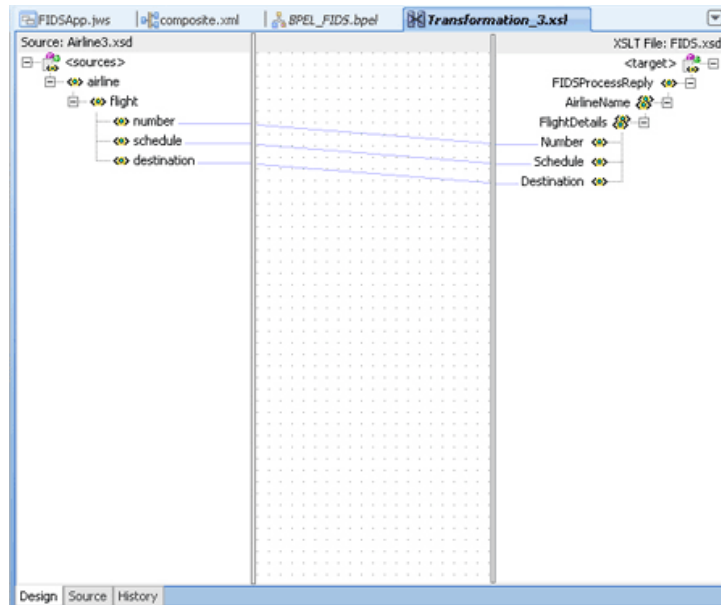 FIDSApp.jws composite.xml BPEL_FIDS.bpel Transformation_3.xsl
Source: Airline3.xsd XSLT File: FIDS.xsd
<sources> <target>
airline FIDSProcessReply
flight AirlineName
number FlightDetails
schedule Number
destination Schedule
Destination
Design Source History